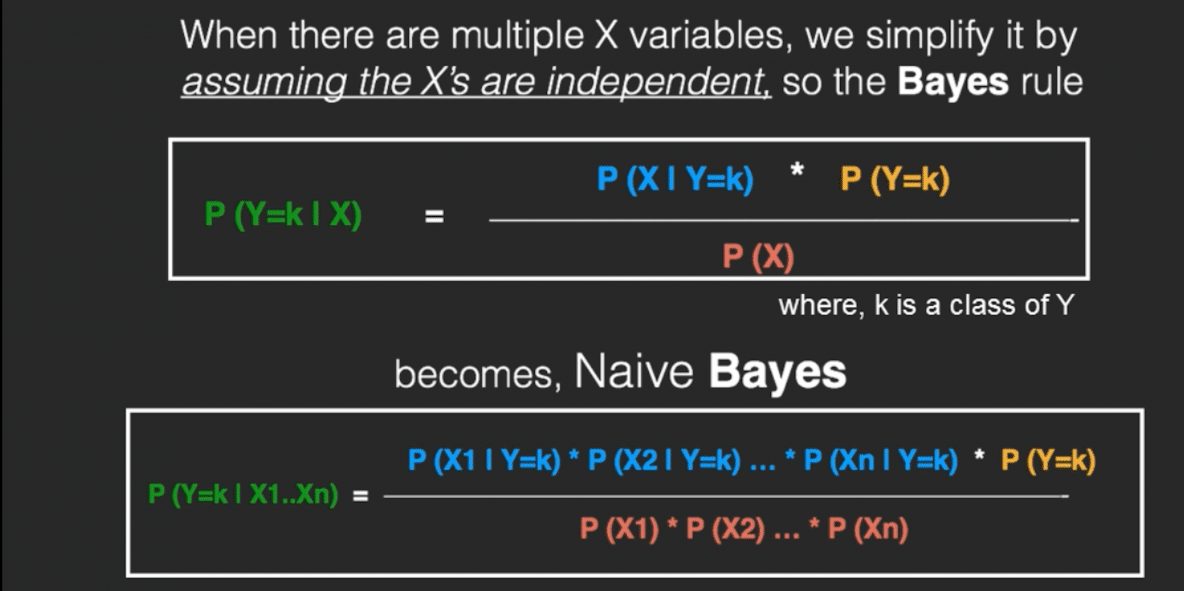 When there are multiple X variables, we simplify it by
assuming the X's are independent, so the Bayes rule
P (X | Y=k) * P (Y=k)
P (Y=k | X) =
P (X)
where, k is a class of Y
becomes, Naive Bayes
P (X1 | Y=k) * P (X2 | Y=k) ... * P (Xn | Y=k) * P (Y=k)
P (Y=k | X1..Xn) =
P (X1) * P (X2) ... * P (Xn)